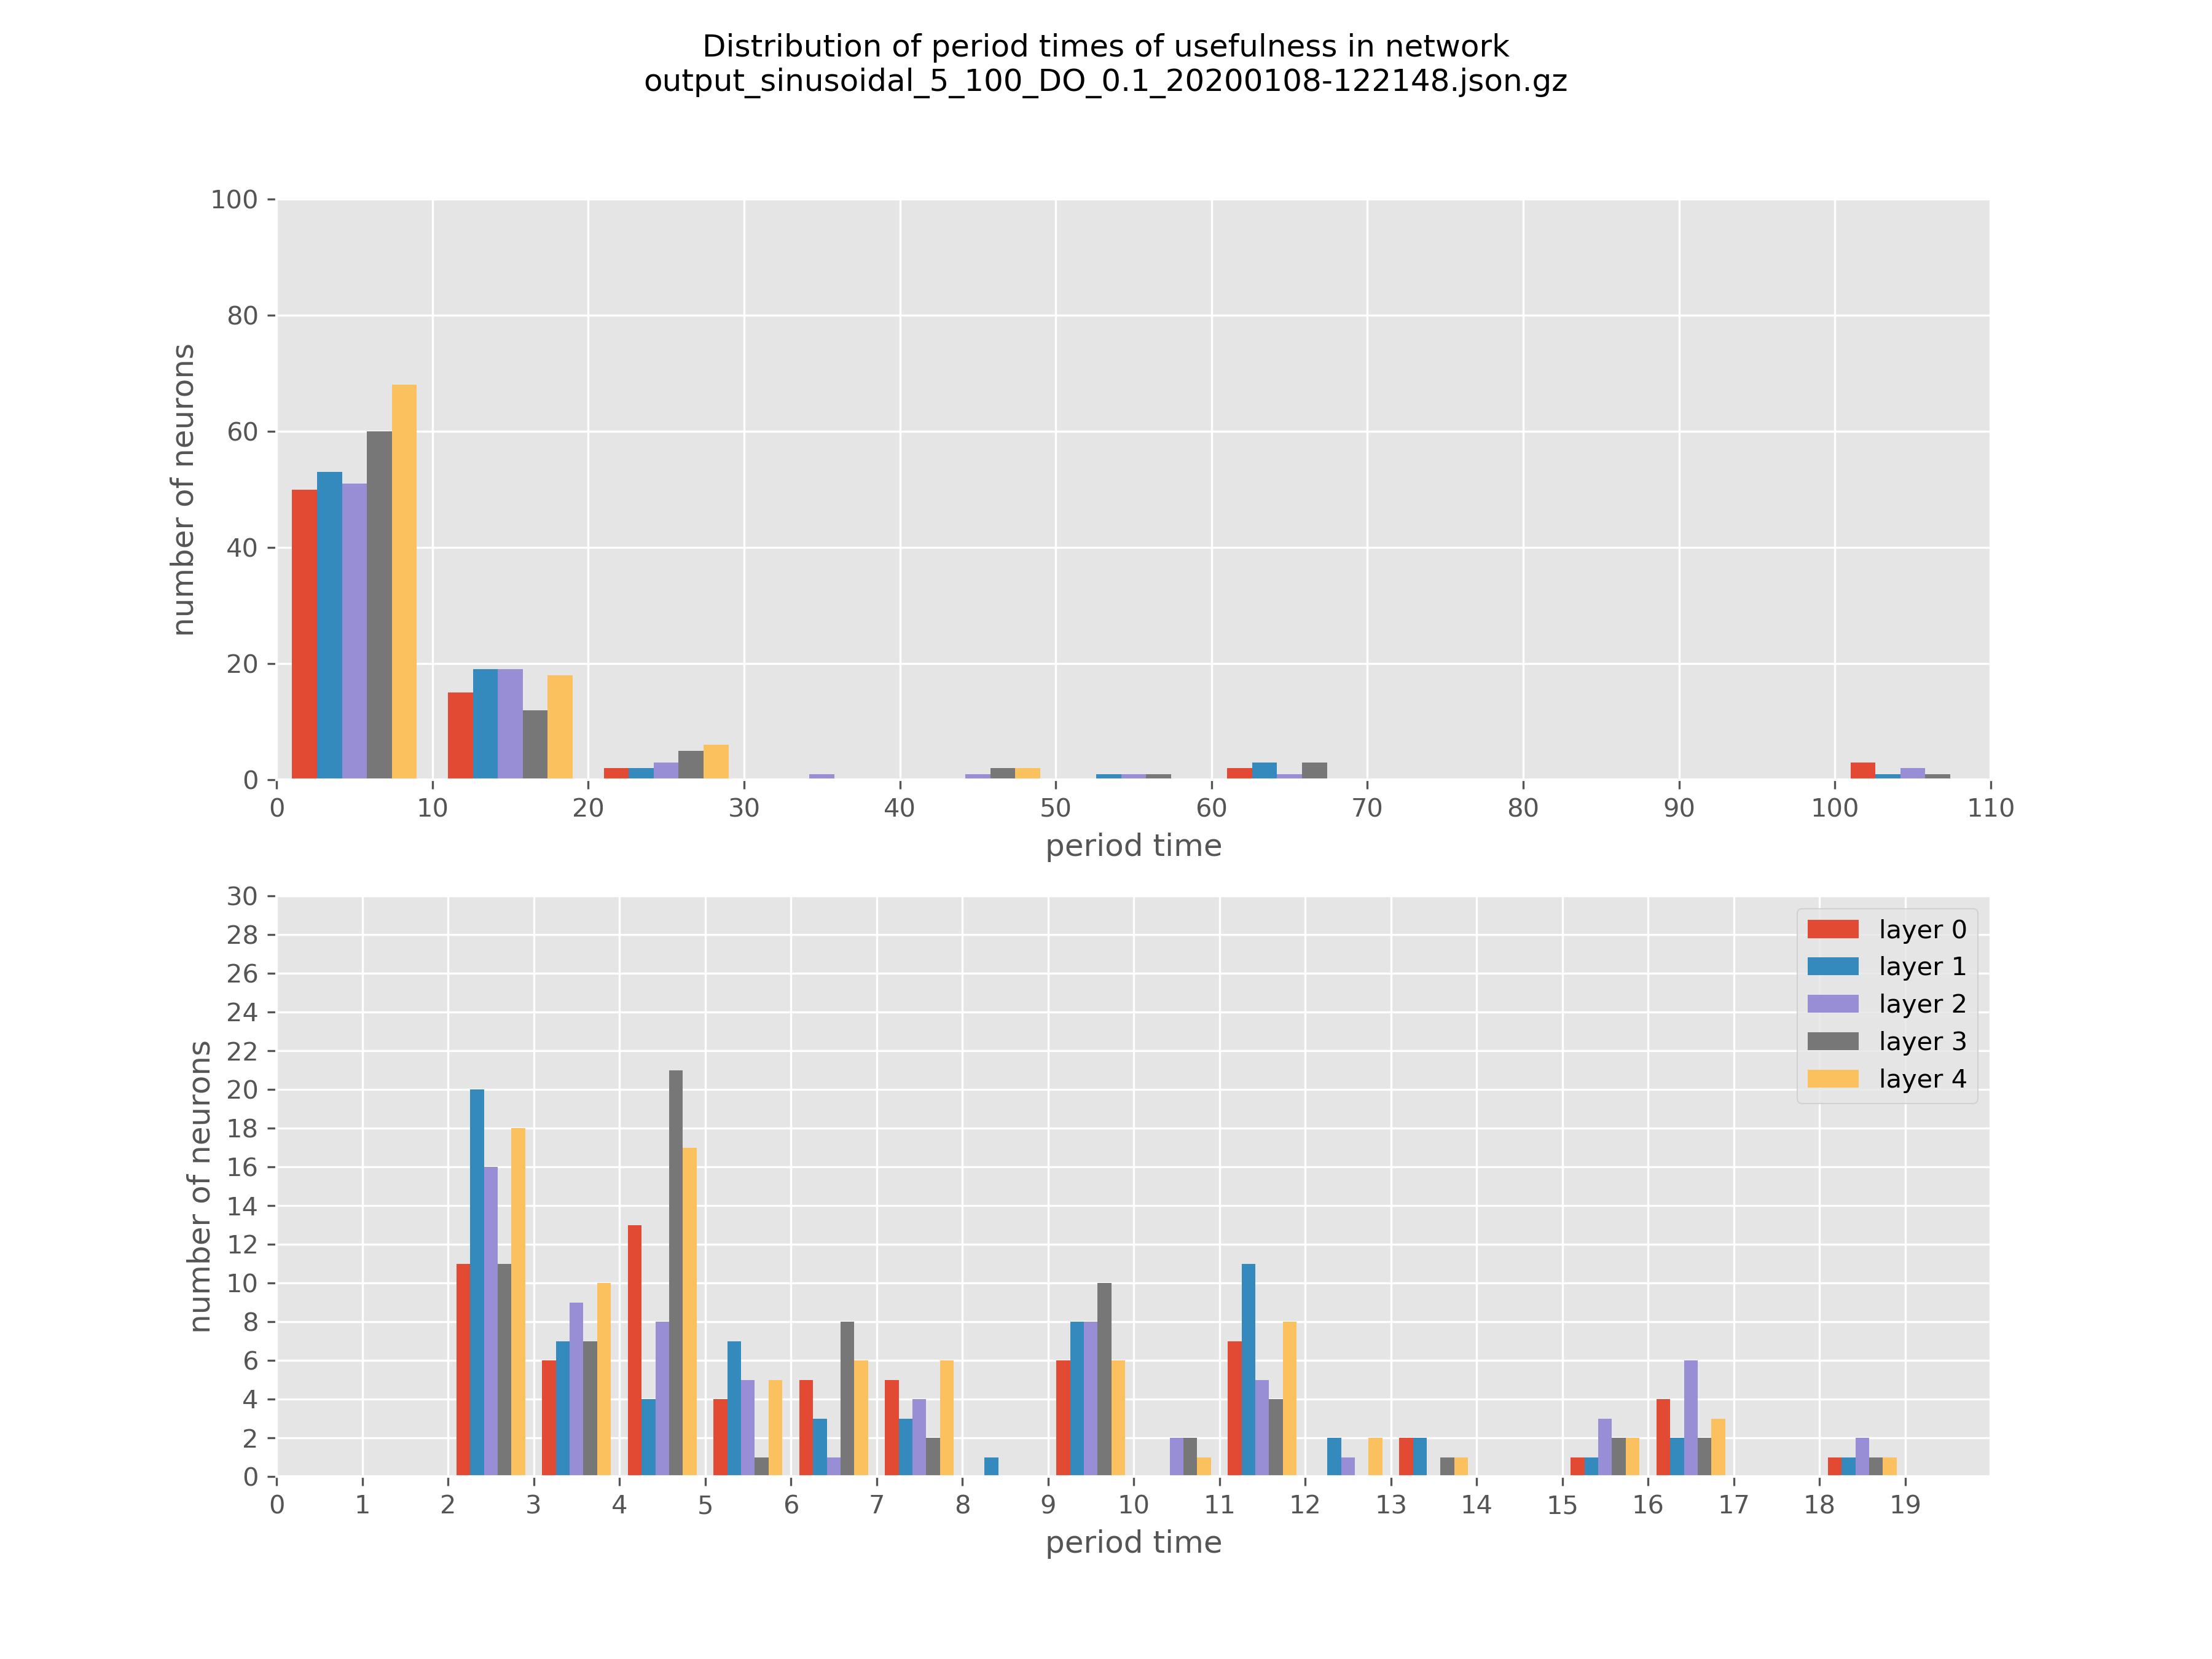 Distribution of period times of usefulness in network
output_sinusoidal_5_100_DO_0.1_20200108-122148.json.gz
100
80
60
40
20
0
number of neurons
0 10 20 30 40 50 60 70 80 90 100 110
period time
30
28
26
24
22
20
18
16
14
12
10
8
6
4
2
0
number of neurons
layer 0
layer 1
layer 2
layer 3
layer 4
0 1 2 3 4 5 6 7 8 9 10 11 12 13 14 15 16 17 18 19
period time